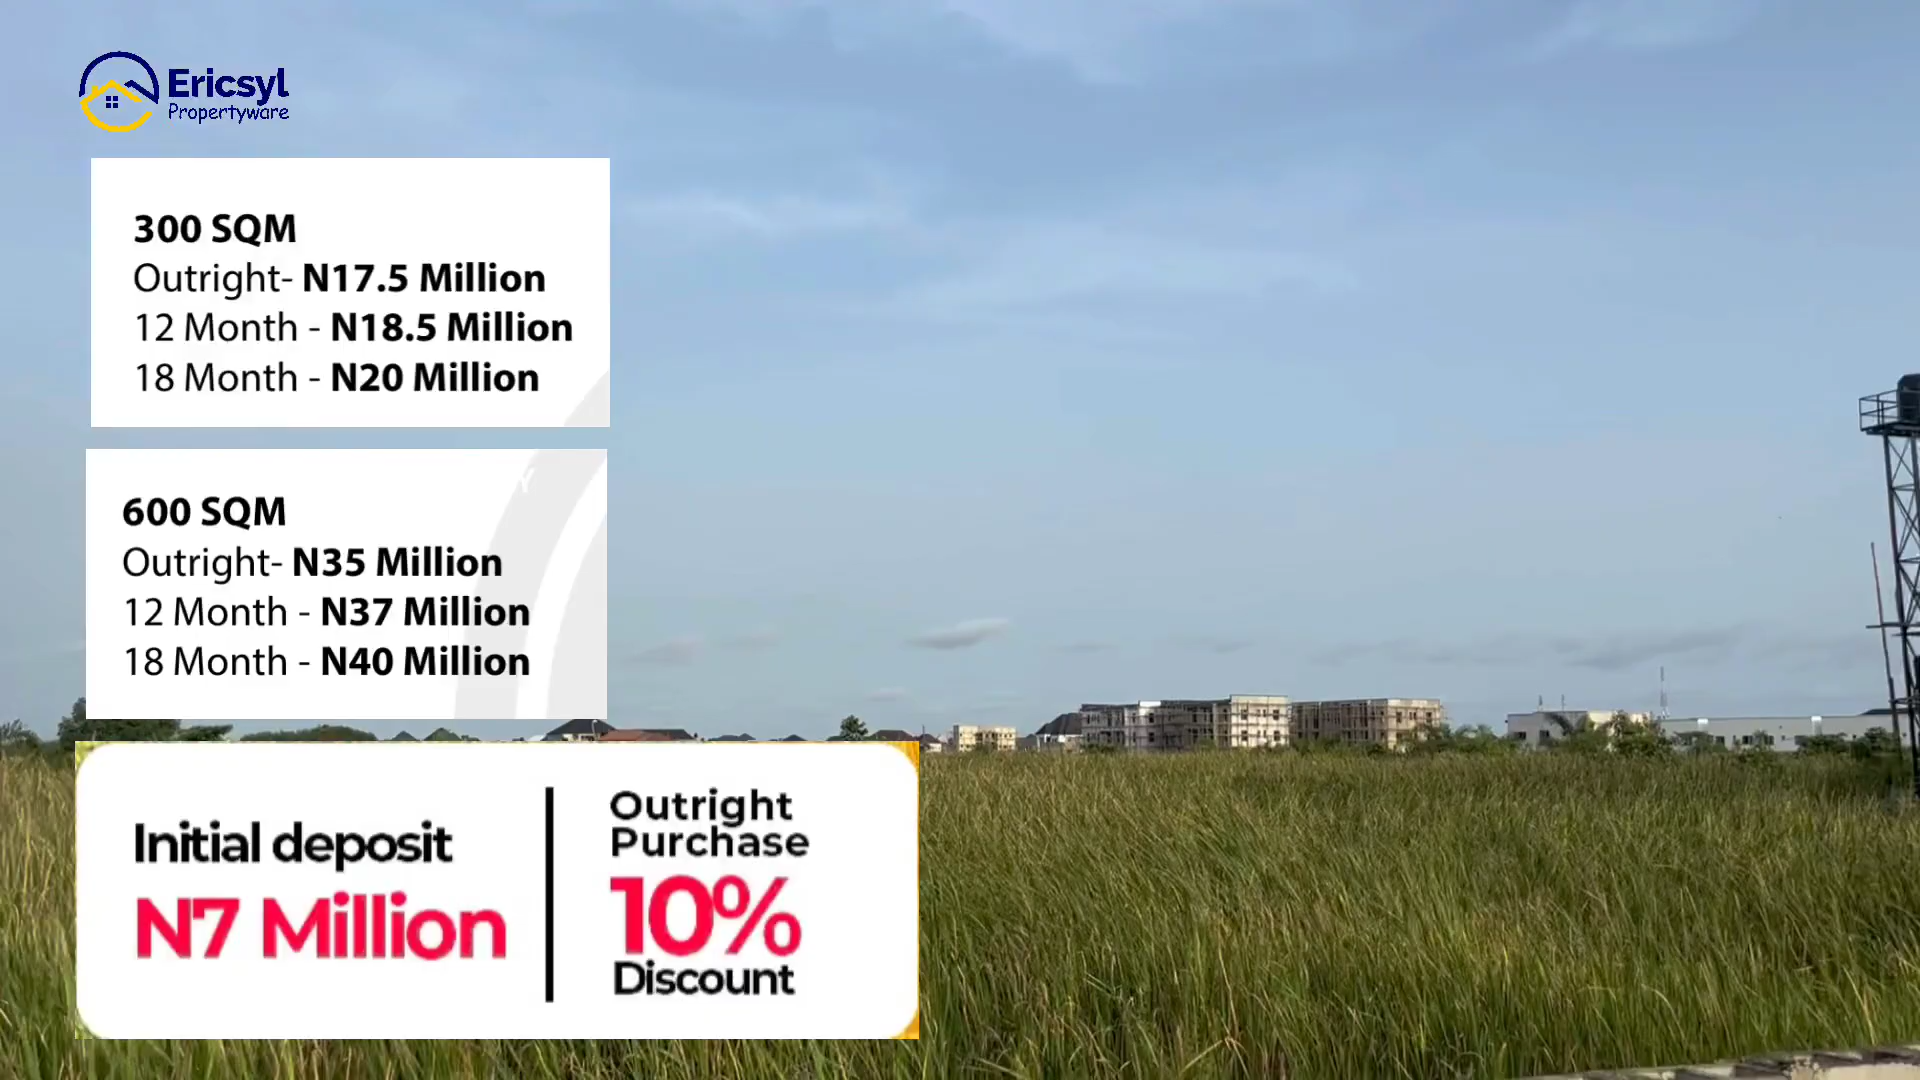 Ericsyl
Propertyware
300 SQM
Outright- N17.5 Million
12 Month - N18.5 Million
18 Month - N20 Million
600 SQM
Outright- N35 Million
12 Month - N37 Million
18 Month - N40 Million
Initial deposit
N7 Million
Outright
Purchase
10%
Discount